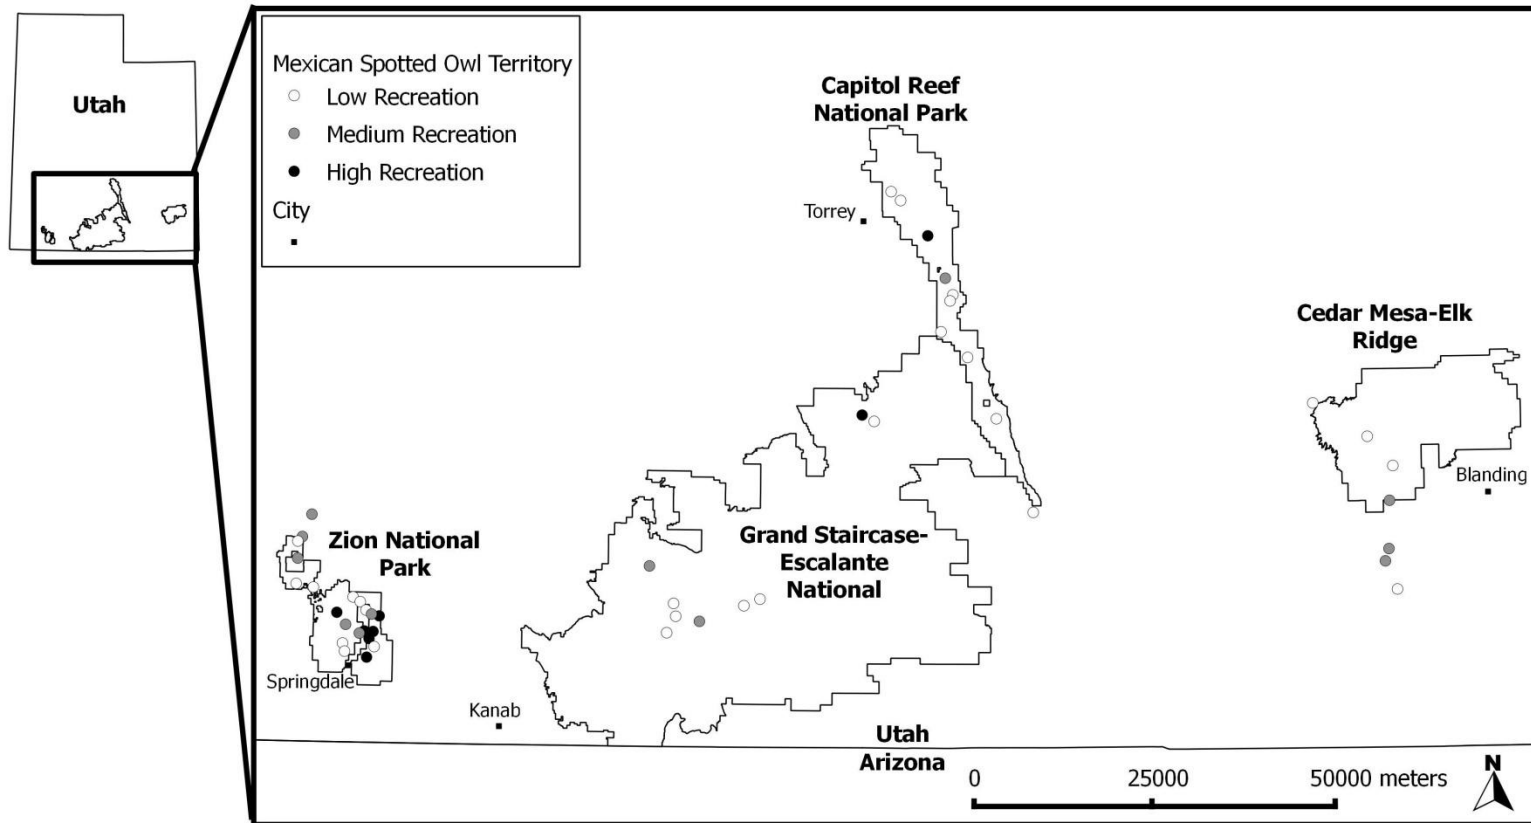 Utah
Mexican Spotted Owl Territory
Low Recreation
Medium Recreation
High Recreation
City
Capitol Reef
National Park
Torrey
Cedar Mesa-Elk
Ridge
Blanding
Zion National
Park
Grand Staircase-
Escalante
National
Springdale
Kanab
Utah
Arizona
0 25000 50000 meters
N